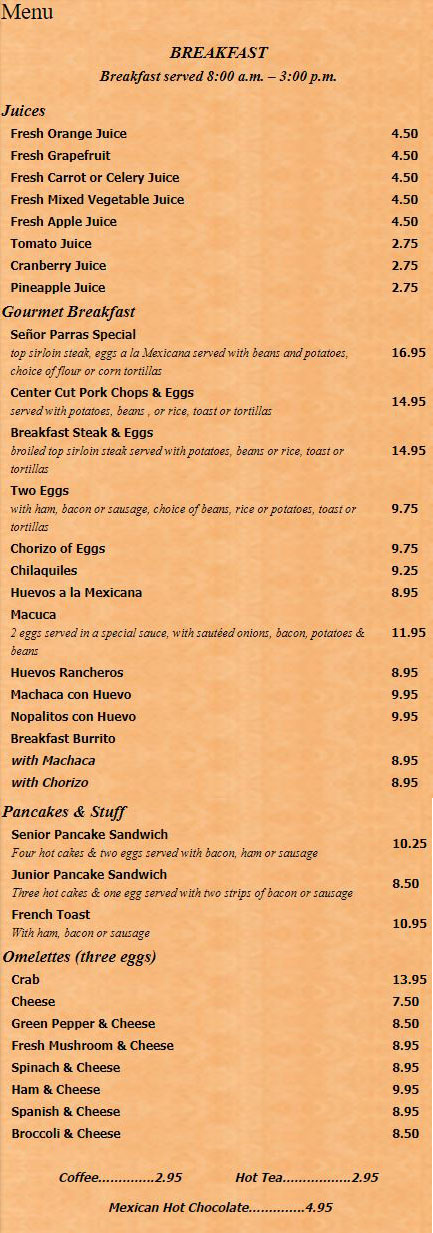 Menu
BREAKFAST
Breakfast served 8:00 a.m. – 3:00 p.m.
Juices
Fresh Orange Juice 4.50
Fresh Grapefruit 4.50
Fresh Carrot or Celery Juice 4.50
Fresh Mixed Vegetable Juice 4.50
Fresh Apple Juice 4.50
Tomato Juice 2.75
Cranberry Juice 2.75
Pineapple Juice 2.75
Gourmet Breakfast
Señor Parras Special
top sirloin steak, eggs a la Mexicana served with beans and potatoes, 16.95
choice of flour or corn tortillas
Center Cut Pork Chops & Eggs 14.95
served with potatoes, beans , or rice, toast or tortillas
Breakfast Steak & Eggs
broiled top sirloin steak served with potatoes, beans or rice, toast or 14.95
tortillas
Two Eggs
with ham, bacon or sausage, choice of beans, rice or potatoes, toast or 9.75
tortillas
Chorizo of Eggs 9.75
Chilaquiles 9.25
Huevos a la Mexicana 8.95
Macuca
2 eggs served in a special sauce, with sautéed onions, bacon, potatoes & 11.95
beans
Huevos Rancheros 8.95
Machaca con Huevo 9.95
Nopalitos con Huevo 9.95
Breakfast Burrito
with Machaca 8.95
with Chorizo 8.95
Pancakes & Stuff
Senior Pancake Sandwich 10.25
Four hot cakes & two eggs served with bacon, ham or sausage
Junior Pancake Sandwich 8.50
Three hot cakes & one egg served with two strips of bacon or sausage
French Toast 10.95
With ham, bacon or sausage
Omelettes (three eggs)
Crab 13.95
Cheese 7.50
Green Pepper & Cheese 8.50
Fresh Mushroom & Cheese 8.95
Spinach & Cheese 8.95
Ham & Cheese 9.95
Spanish & Cheese 8.95
Broccoli & Cheese 8.50
Coffee..............2.95 Hot Tea.................2.95
Mexican Hot Chocolate..............4.95